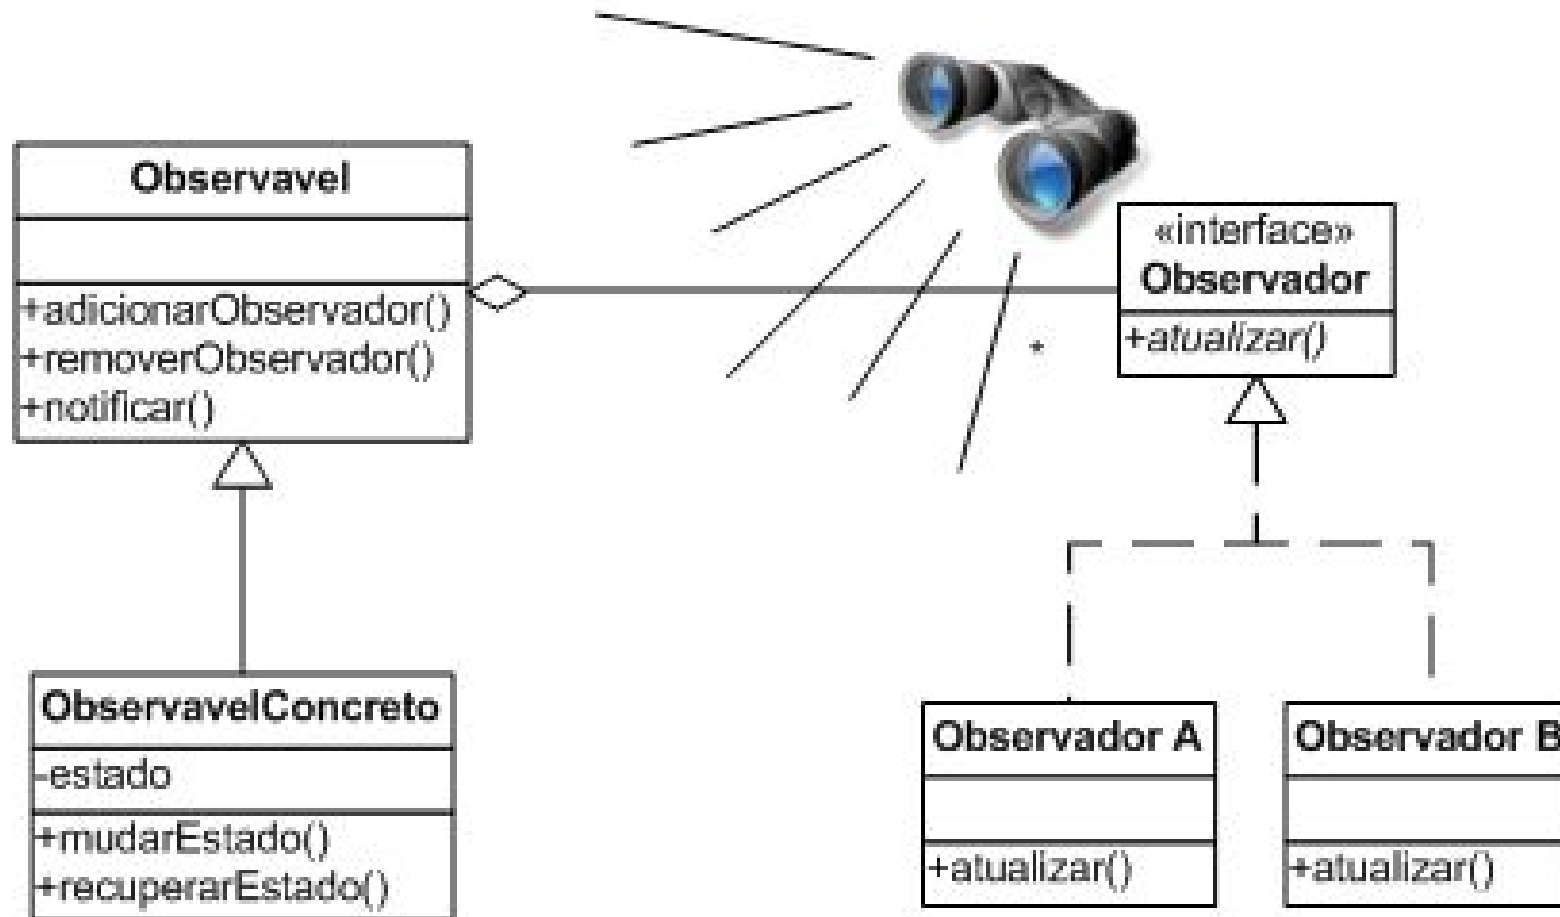 Observavel
+adicionarObservador()
+removerObservador()
+notificar()
«interface»
Observador
+atualizar()
*
ObservavelConcreto
-estado
+mudarEstado()
+recuperarEstado()
Observador A
+atualizar()
Observador B
+atualizar()